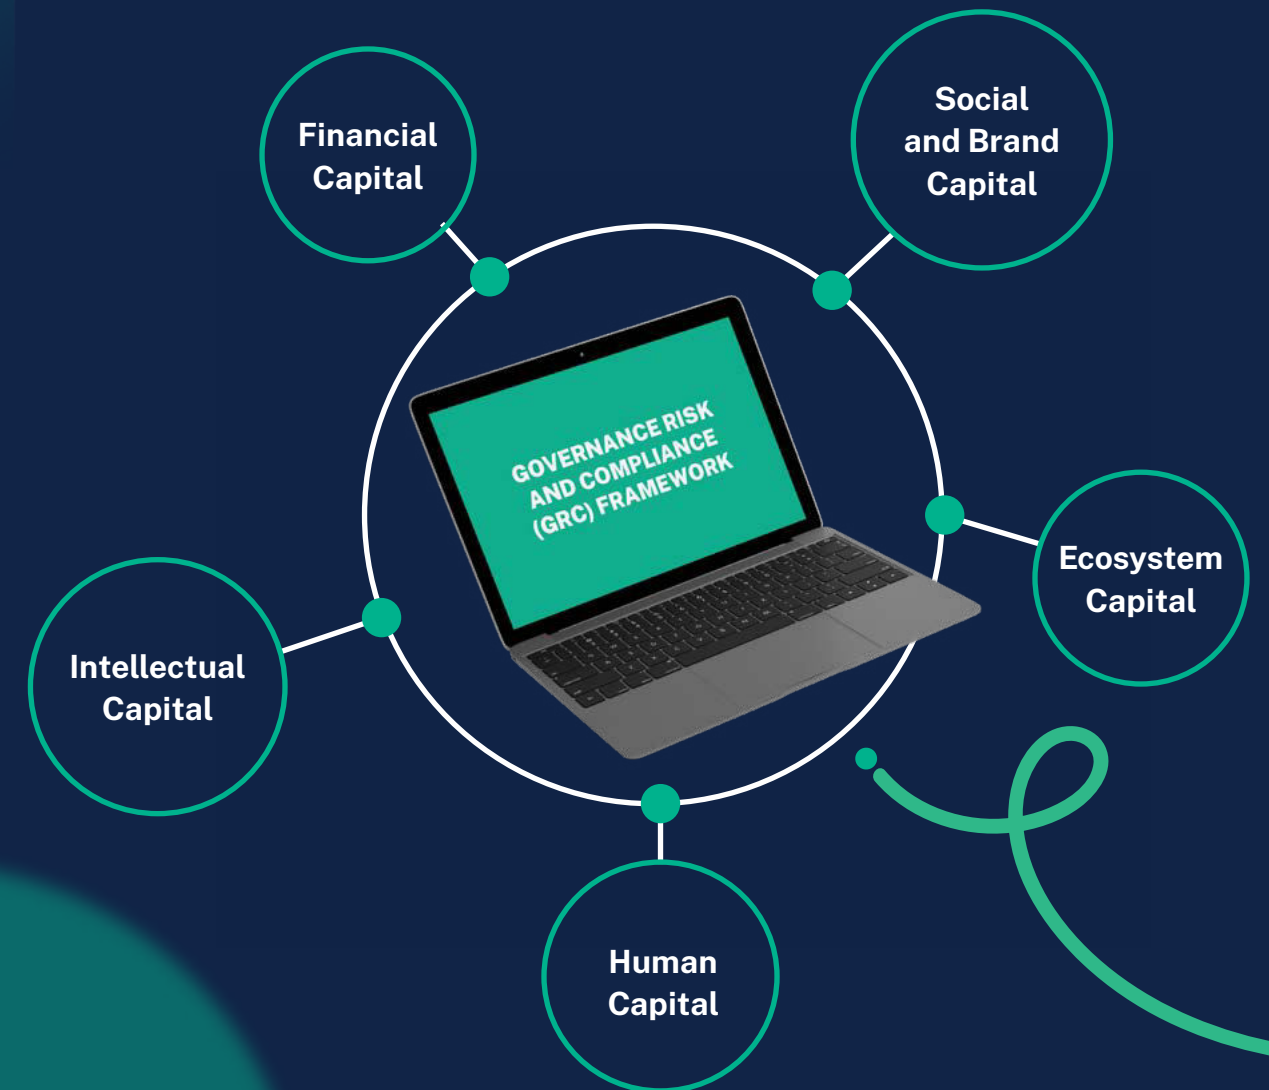 Financial
Capital
Social
and Brand
Capital
GOVERNANCE RISK
AND COMPLIANCE
(GRC) FRAMEWORK
Ecosystem
Capital
Intellectual
Capital
Human
Capital